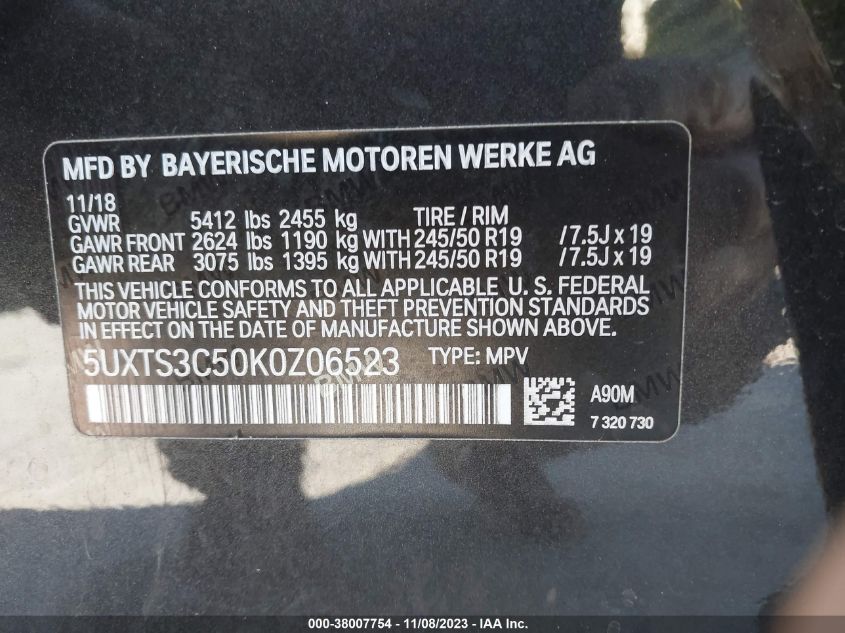 MFD BY BAYERISCHE MOTOREN WERKE AG
11/18
GVWR 5412 lbs 2455 kg TIRE / RIM
GAWR FRONT 2624 lbs 1190 kg WITH 245/50 R19 /7.5J x 19
GAWR REAR 3075 lbs 1395 kg WITH 245/50 R19 /7.5J x 19
THIS VEHICLE CONFORMS TO ALL APPLICABLE U. S. FEDERAL
MOTOR VEHICLE SAFETY AND THEFT PREVENTION STANDARDS
IN EFFECT ON THE DATE OF MANUFACTURE SHOWN ABOVE.
5UXTS3C50K0Z06523 TYPE: MPV
A90M
7 320 730
000-38007754 - 11/08/2023 - IAA Inc.